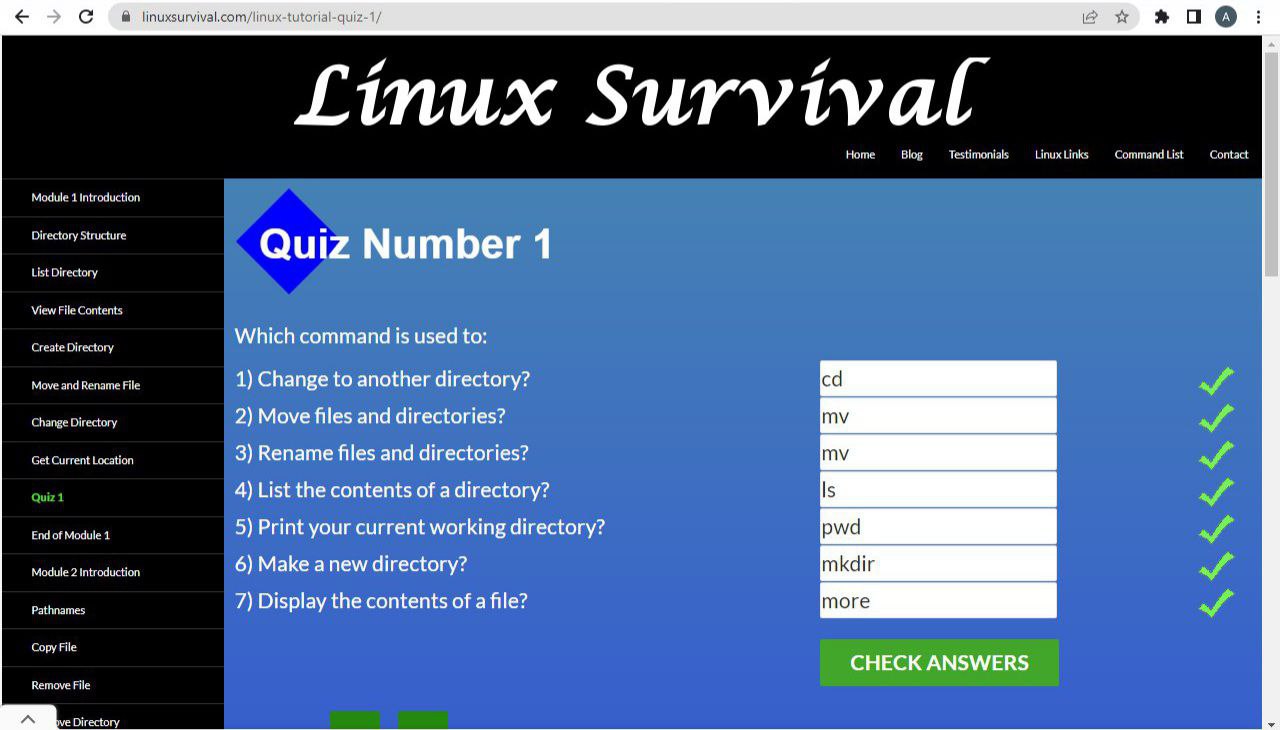 linuxsurvival.com/linux-tutorial-quiz-1/
A
Linux Survival
Home Blog Testimonials Linux Links Command List Contact
Module 1 Introduction
Directory Structure
List Directory
View File Contents
Create Directory
Move and Rename File
Change Directory
Get Current Location
Quiz 1
End of Module 1
Module 2 Introduction
Pathnames
Copy File
Remove File
Directory
Quiz Number 1
Which command is used to:
1) Change to another directory? cd
2) Move files and directories? mv
3) Rename files and directories? mv
4) List the contents of a directory? ls
5) Print your current working directory? pwd
6) Make a new directory? mkdir
7) Display the contents of a file? more
CHECK ANSWERS